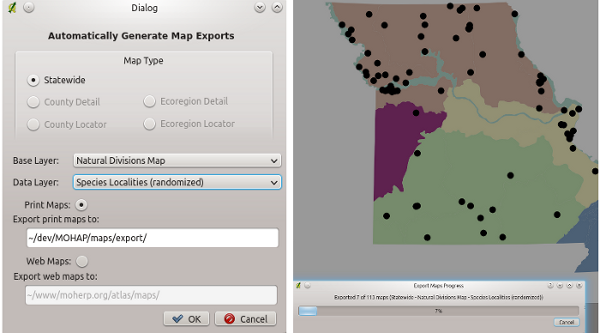 Dialog
Automatically Generate Map Exports
Map Type
Statewide
County Detail
Ecoregion Detail
County Locator
Ecoregion Locator
Base Layer: Natural Divisions Map
Data Layer: Species Localities (randomized)
Print Maps:
Export print maps to:
~/dev/MOHAP/maps/export/
Web Maps:
Export web maps to:
~/www/moherp.org/atlas/maps/
OK Cancel
Export Maps Progress
Exported 7 of 113 maps (Statewide - Natural Divisions Map - Species Localities (randomized))
7%
Cancel